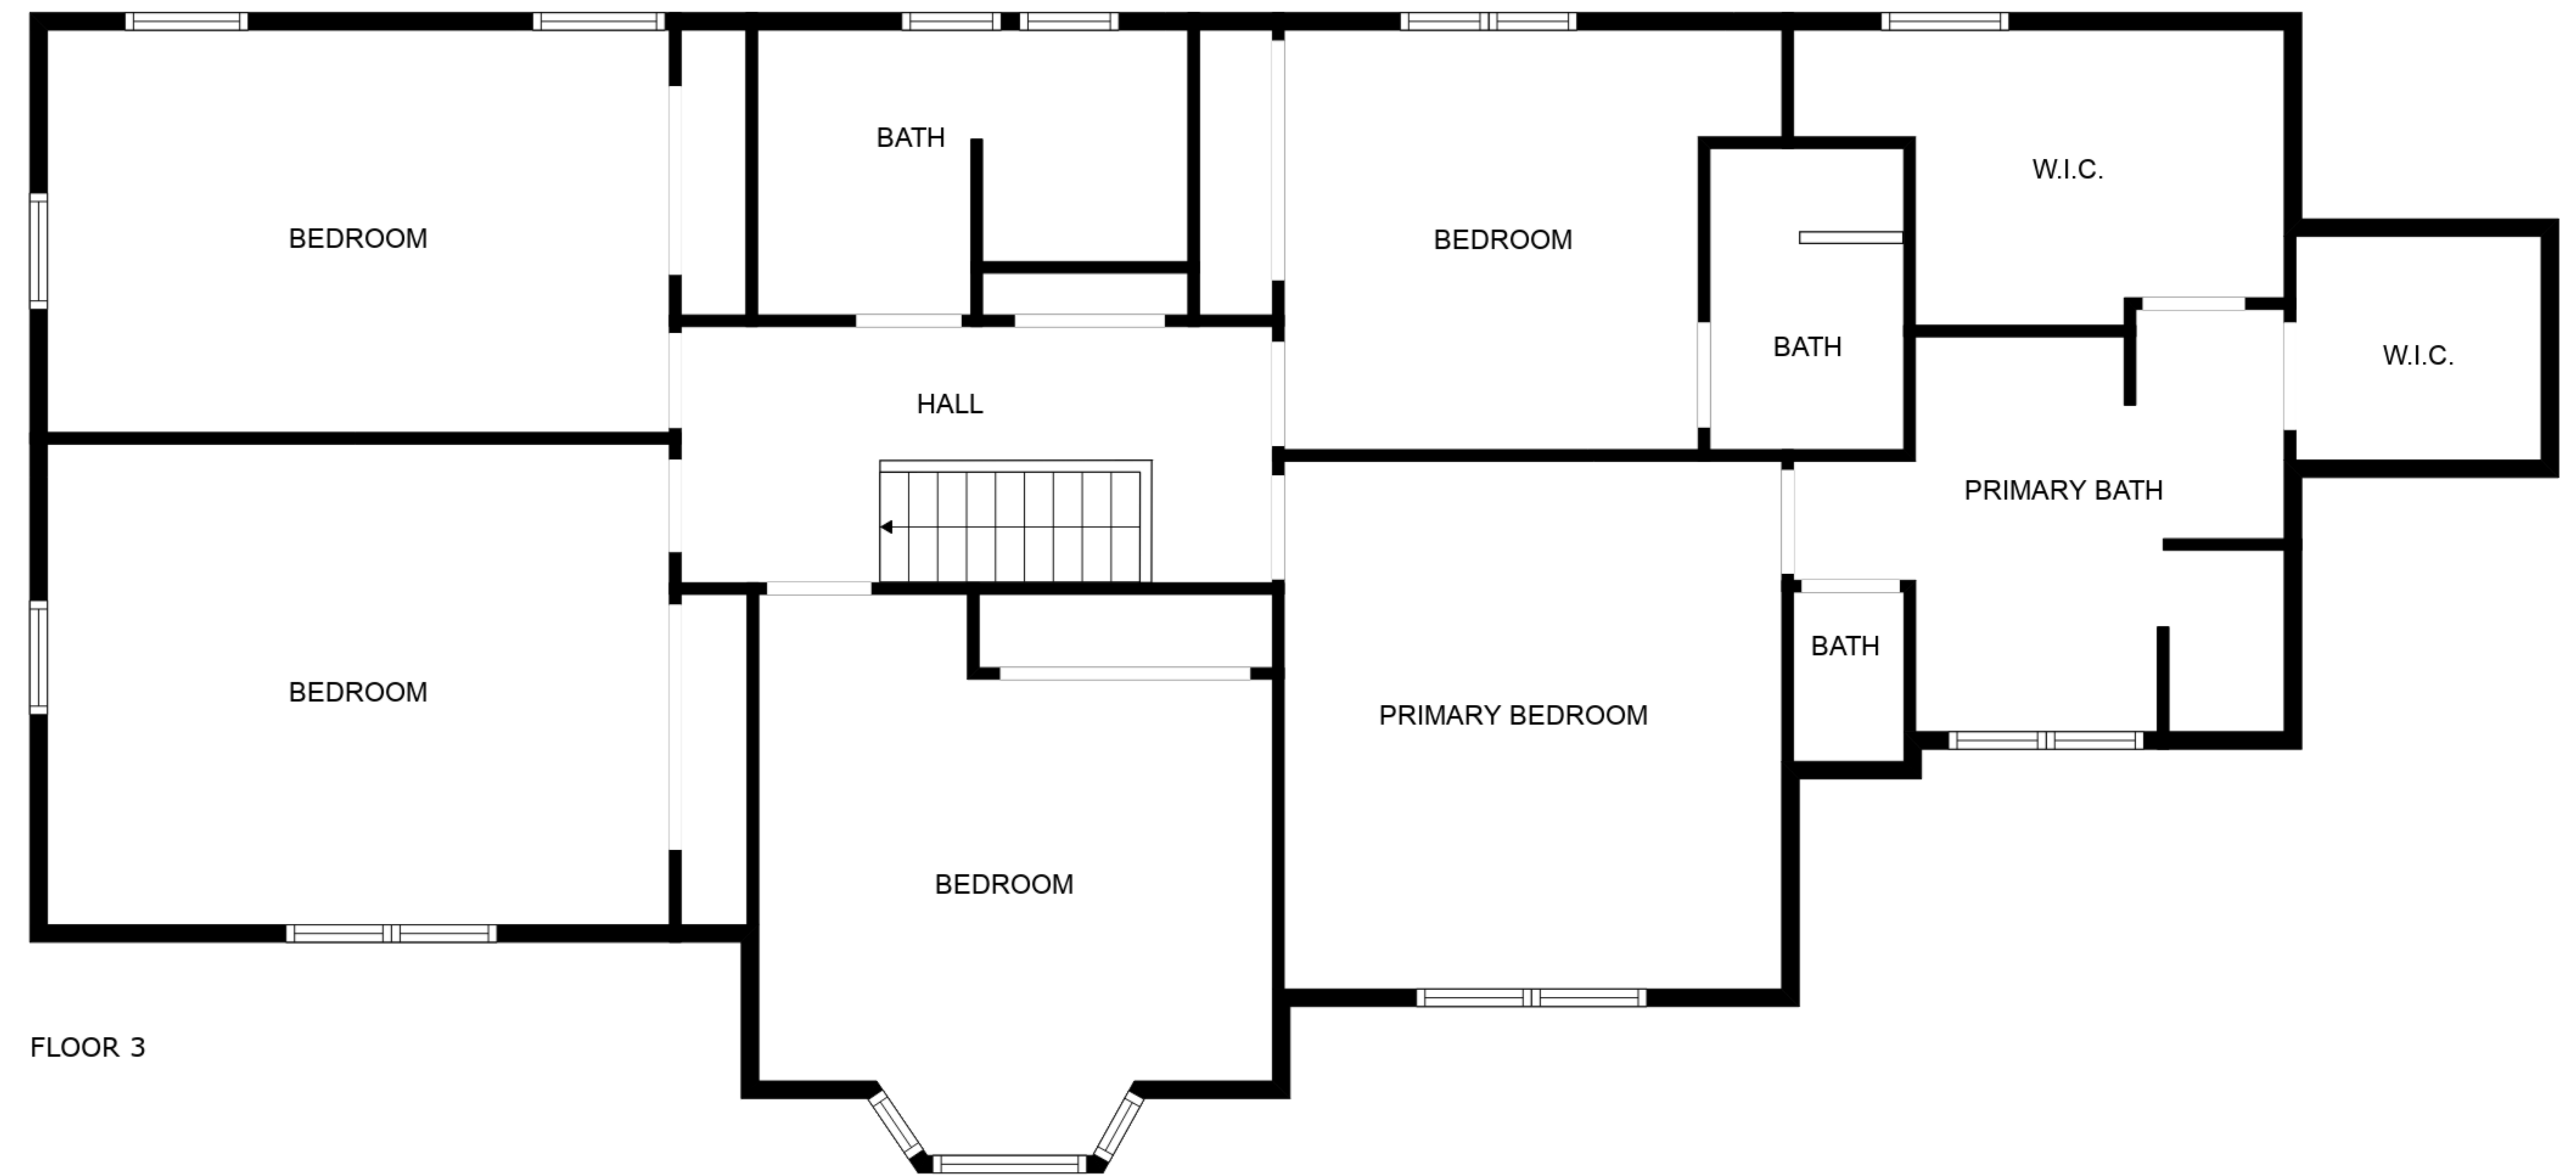 BATH
W.I.C.
BEDROOM
BEDROOM
BATH
W.I.C.
HALL
PRIMARY BATH
BATH
BEDROOM
PRIMARY BEDROOM
BEDROOM
FLOOR 3